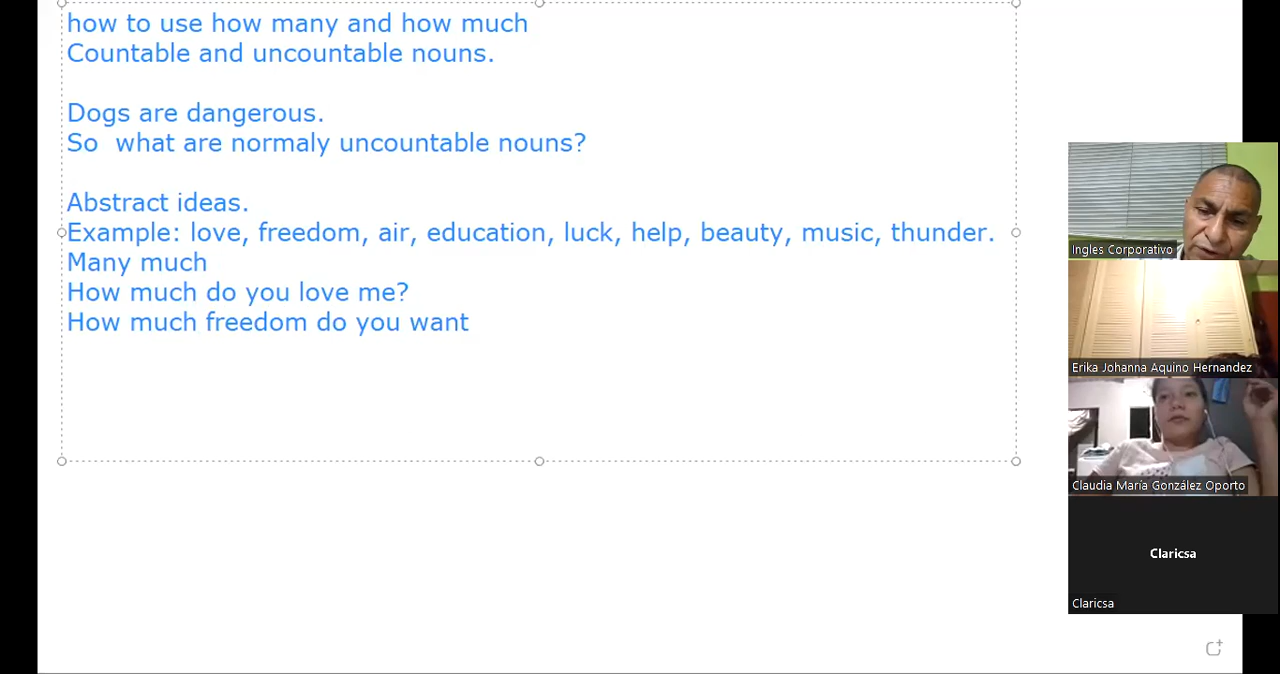 how to use how many and how much
Countable and uncountable nouns.
Dogs are dangerous.
So  what are normaly uncountable nouns?
Abstract ideas.
Example: love, freedom, air, education, luck, help, beauty, music, thunder.
Many much
How much do you love me?
How much freedom do you want
Ingles Corporativo
Erika Johanna Aquino Hernandez
Claudia María González Oporto
Claricsa
Claricsa